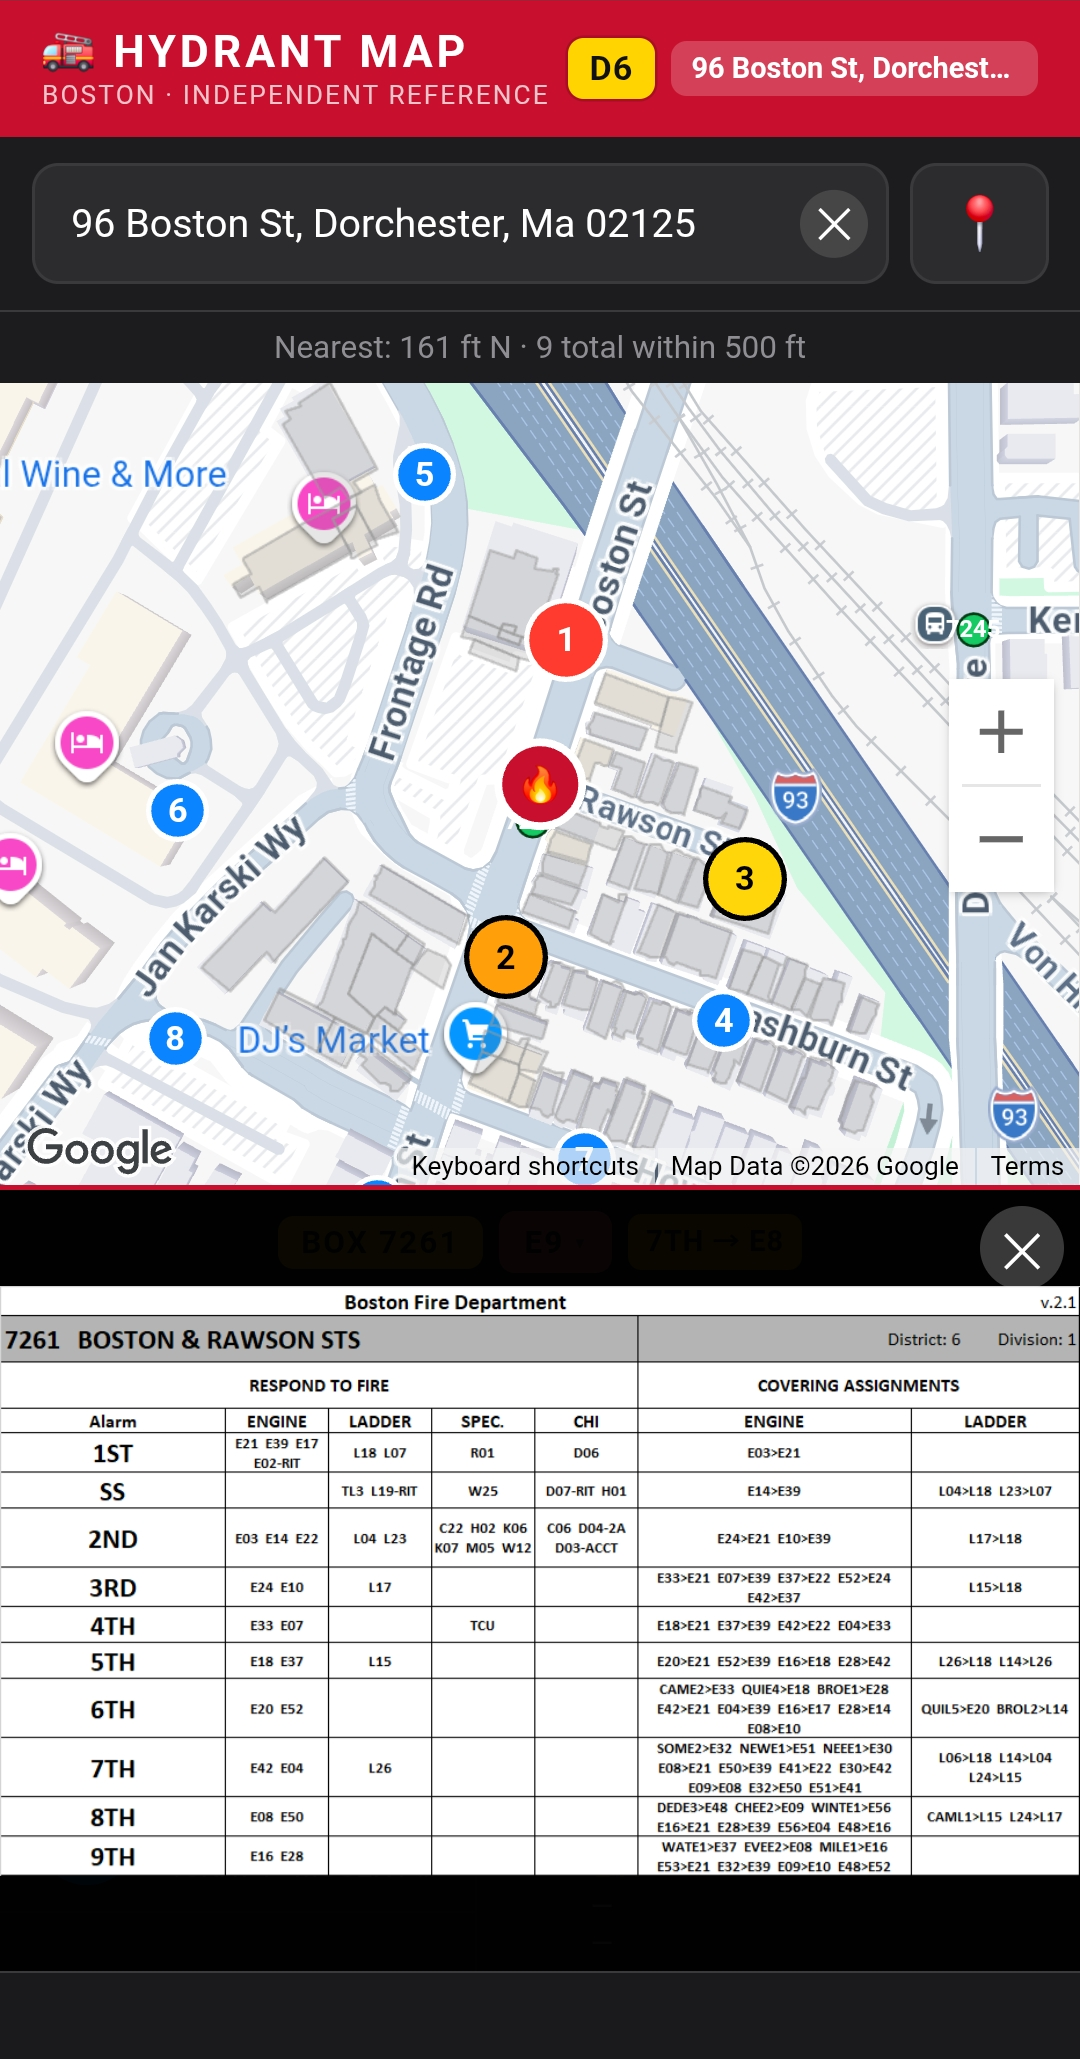 HYDRANT MAP
BOSTON · INDEPENDENT REFERENCE
D6
96 Boston St, Dorchest...
96 Boston St, Dorchester, Ma 02125
Nearest: 161 ft N · 9 total within 500 ft
l Wine & More
5
oston St
Frontage Rd
1
24
Ker
e
6
Rawson S
93
3
D
Jan Karski Wy
2
Von H
8
DJ's Market
4
ashburn St
arski Wy
93
Google
St
7
Keyboard shortcuts
Map Data ©2026 Google
Terms
BOX 7261
E9
7TH → E8
Boston Fire Department v.2.1
7261 BOSTON & RAWSON STS District: 6 Division: 1
RESPOND TO FIRE COVERING ASSIGNMENTS
Alarm ENGINE LADDER SPEC. CHI ENGINE LADDER
1ST E21 E39 E17 E02-RIT L18 L07 R01 D06 E03>E21
SS TL3 L19-RIT W25 D07-RIT H01 E14>E39 L04>L18 L23>L07
2ND E03 E14 E22 L04 L23 C22 H02 K06 K07 M05 W12 C06 D04-2A D03-ACCT E24>E21 E10>E39 L17>L18
3RD E24 E10 L17 E33>E21 E07>E39 E37>E22 E52>E24 E42>E37 L15>L18
4TH E33 E07 TCU E18>E21 E37>E39 E42>E22 E04>E33
5TH E18 E37 L15 E20>E21 E52>E39 E16>E18 E28>E42 L26>L18 L14>L26
6TH E20 E52 CAME2>E33 QUIE4>E18 BROE1>E28 E42>E21 E04>E39 E16>E17 E28>E14 E08>E10 QUIL5>E20 BROL2>L14
7TH E42 E04 L26 SOME2>E32 NEWE1>E51 NEEE1>E30 E08>E21 E50>E39 E41>E22 E30>E42 E09>E08 E32>E50 E51>E41 L06>L18 L14>L04 L24>L15
8TH E08 E50 DEDE3>E48 CHEE2>E09 WINTE1>E56 E16>E21 E28>E39 E56>E04 E48>E16 CAML1>L15 L24>L17
9TH E16 E28 WATE1>E37 EVEE2>E08 MILE1>E16 E53>E21 E32>E39 E09>E10 E48>E52